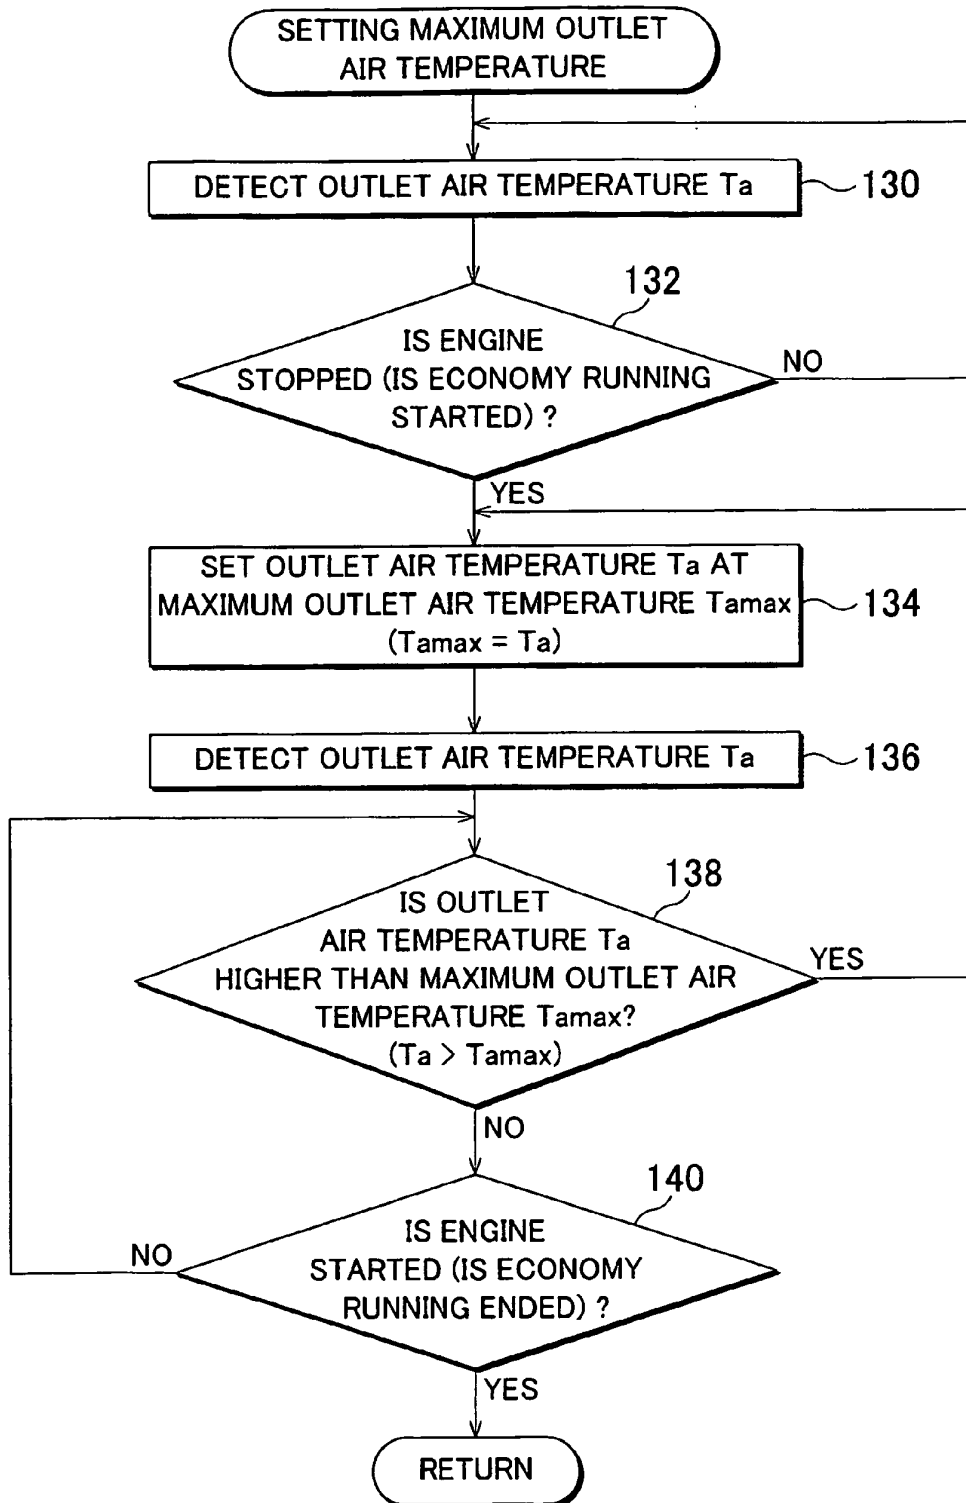 SETTING MAXIMUM OUTLET
AIR TEMPERATURE
DETECT OUTLET AIR TEMPERATURE Ta
130
132
IS ENGINE
STOPPED (IS ECONOMY RUNNING
STARTED) ?
NO
YES
SET OUTLET AIR TEMPERATURE Ta AT
MAXIMUM OUTLET AIR TEMPERATURE Tamax
(Tamax = Ta)
134
DETECT OUTLET AIR TEMPERATURE Ta
136
138
IS OUTLET
AIR TEMPERATURE Ta
HIGHER THAN MAXIMUM OUTLET AIR
TEMPERATURE Tamax?
(Ta > Tamax)
YES
NO
140
IS ENGINE
STARTED (IS ECONOMY
RUNNING ENDED) ?
NO
YES
RETURN